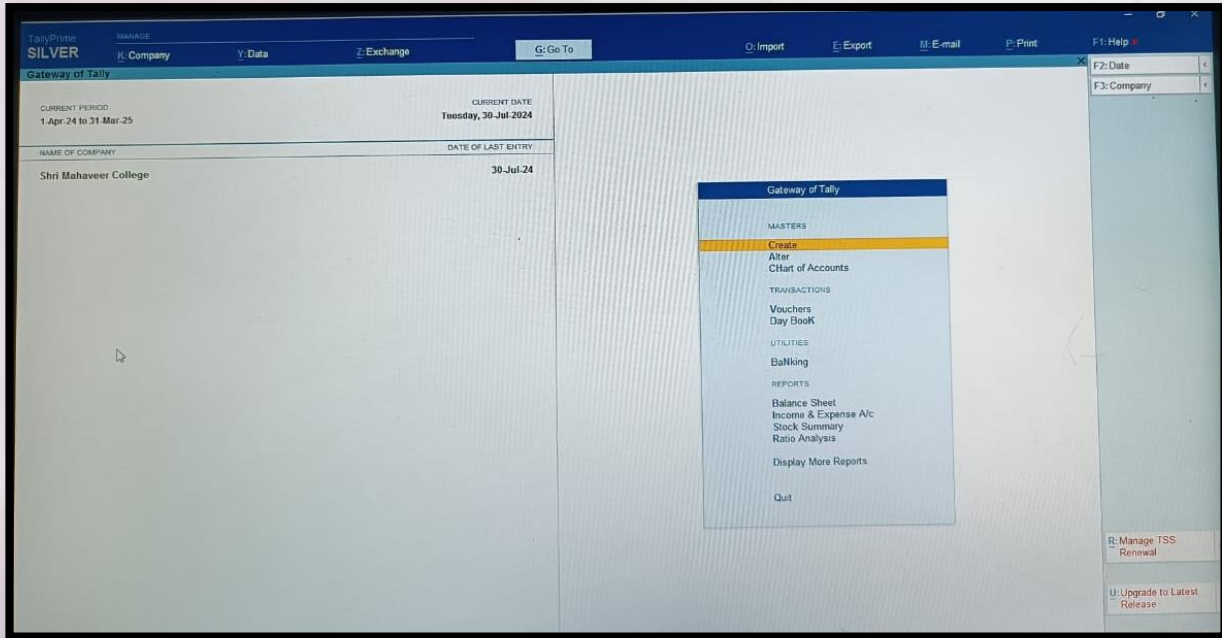 TallyPrime
SILVER
MANAGE
K: Company
Y: Data
Z: Exchange
G: Go To
O: Import
E: Export
M: E-mail
P: Print
F1: Help
Gateway of Tally
F2: Date
F3: Company
CURRENT PERIOD
1-Apr-24 to 31-Mar-25
CURRENT DATE
Tuesday, 30-Jul-2024
NAME OF COMPANY
DATE OF LAST ENTRY
Shri Mahaveer College
30-Jul-24
Gateway of Tally
MASTERS
Create
Alter
CHart of Accounts
TRANSACTIONS
Vouchers
Day BooK
UTILITIES
BaNking
REPORTS
Balance Sheet
Income & Expense A/c
Stock Summary
Ratio Analysis
Display More Reports
Quit
R: Manage TSS
Renewal
U: Upgrade to Latest
Release